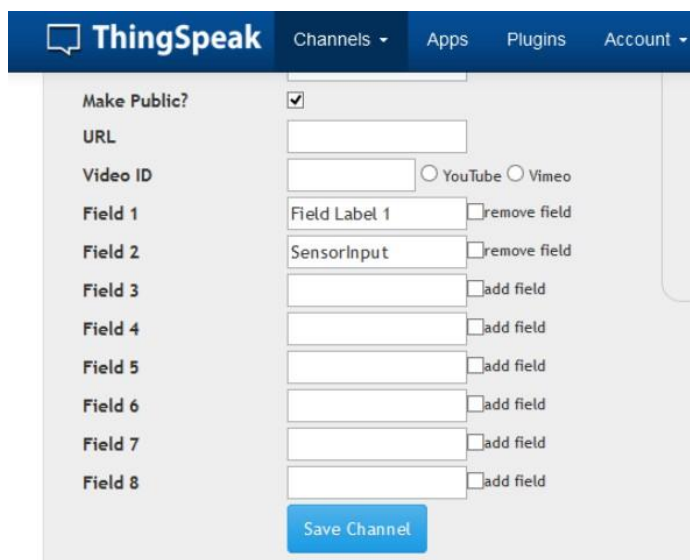 ThingSpeak Channels Apps Plugins Account
Make Public?
URL
Video ID YouTube Vimeo
Field 1 Field Label 1 remove field
Field 2 SensorInput remove field
Field 3 add field
Field 4 add field
Field 5 add field
Field 6 add field
Field 7 add field
Field 8 add field
Save Channel